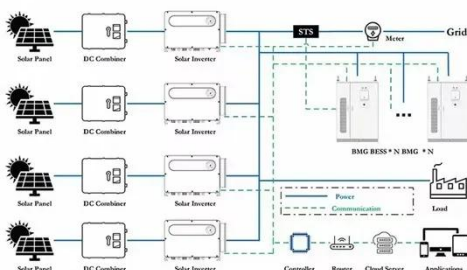 STS
Meter
Grid
Solar Panel DC Combiner Solar Inverter
Solar Panel DC Combiner Solar Inverter
BMG BESS * N BMG * N
Solar Panel DC Combiner Solar Inverter
Power
Communication
Load
Solar Panel DC Combiner Solar Inverter
Controller Router Cloud Server Applications